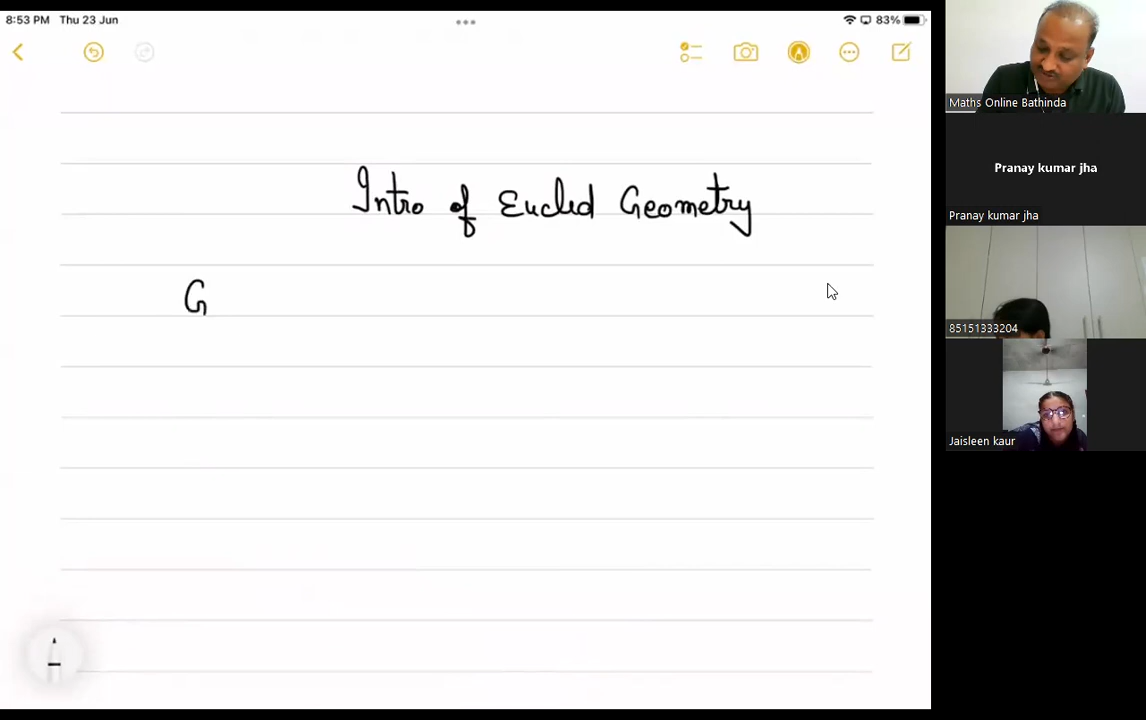 8:53 PM Thu 23 Jun
83%
Intro of Euclid Geometry
G
Maths Online Bathinda
Pranay kumar jha
Pranay kumar jha
85151333204
Jaisleen kaur